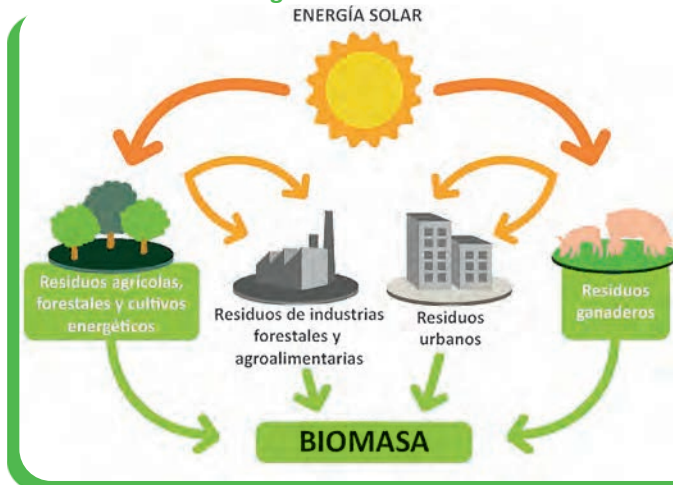 ENERGÍA SOLAR
Residuos agrícolas,
forestales y cultivos
energéticos
Residuos de industrias
forestales y
agroalimentarias
Residuos
urbanos
Residuos
ganaderos
BIOMASA